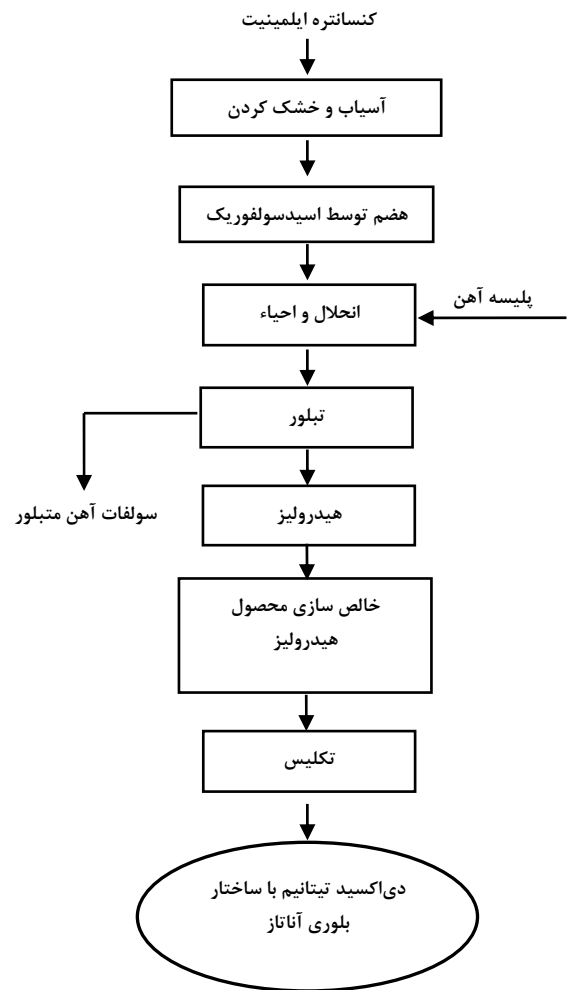 کنسانتره ایلمینیت
آسیاب و خشک کردن
هضم توسط اسیدسولفوریک
پلیسه آهن
انحلال و احیاء
تبلور
سولفات آهن متبلور
هیدرولیز
خالص سازی محصول
هیدرولیز
تکلیس
دی‌اکسید تیتانیم با ساختار
بلوری آناتاز